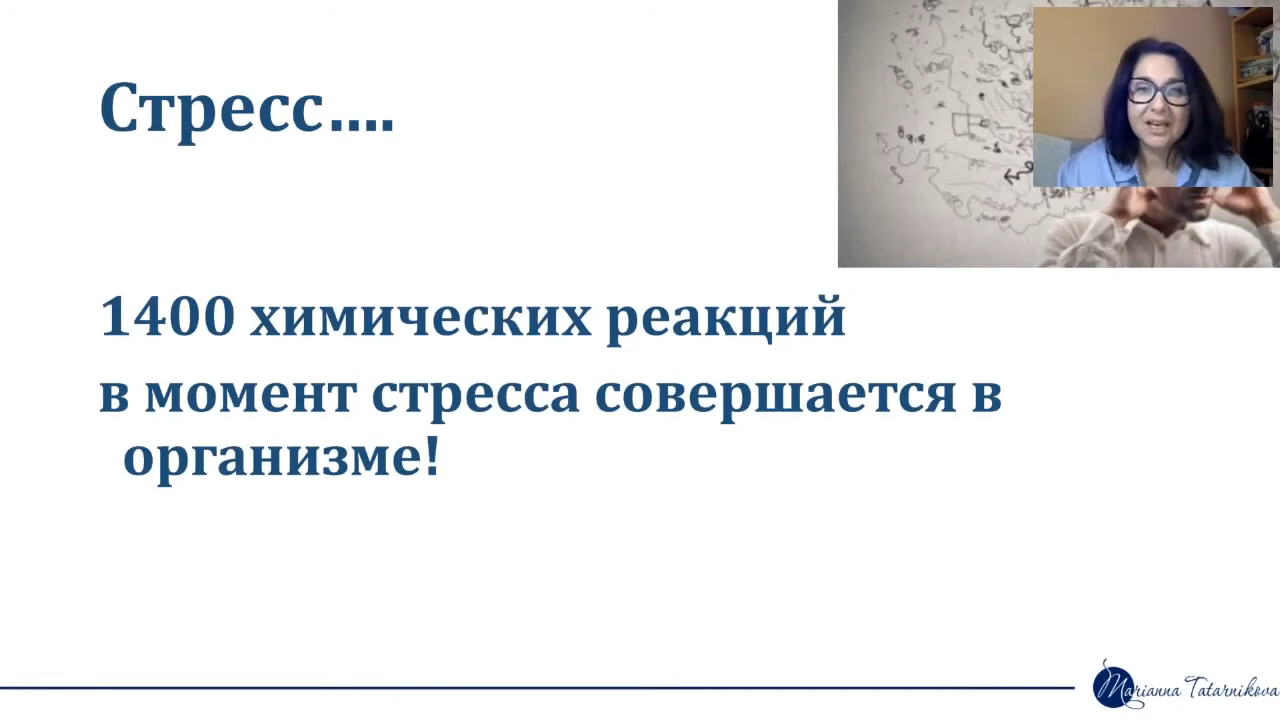 Стресс....
1400 химических реакций
в момент стресса совершается в
организме!
Marianna Tatarnikova